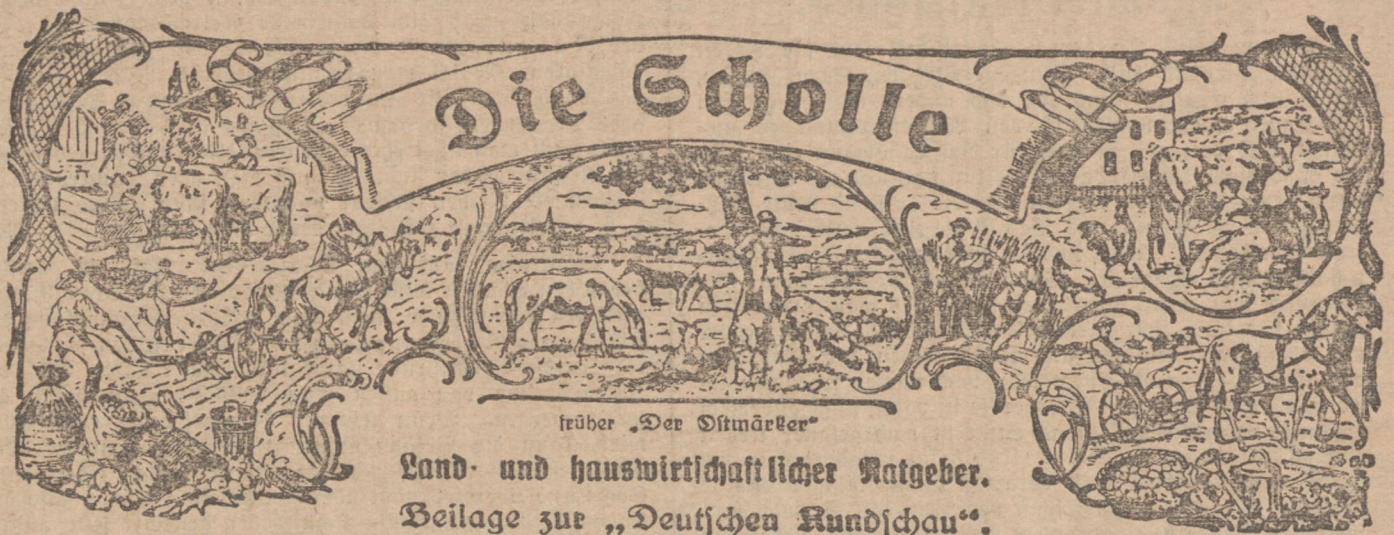 Die Scholle
früher „Der Ostmärker“
Land- und hauswirtschaftlicher Ratgeber.
Beilage zur „Deutschen Rundschau“.